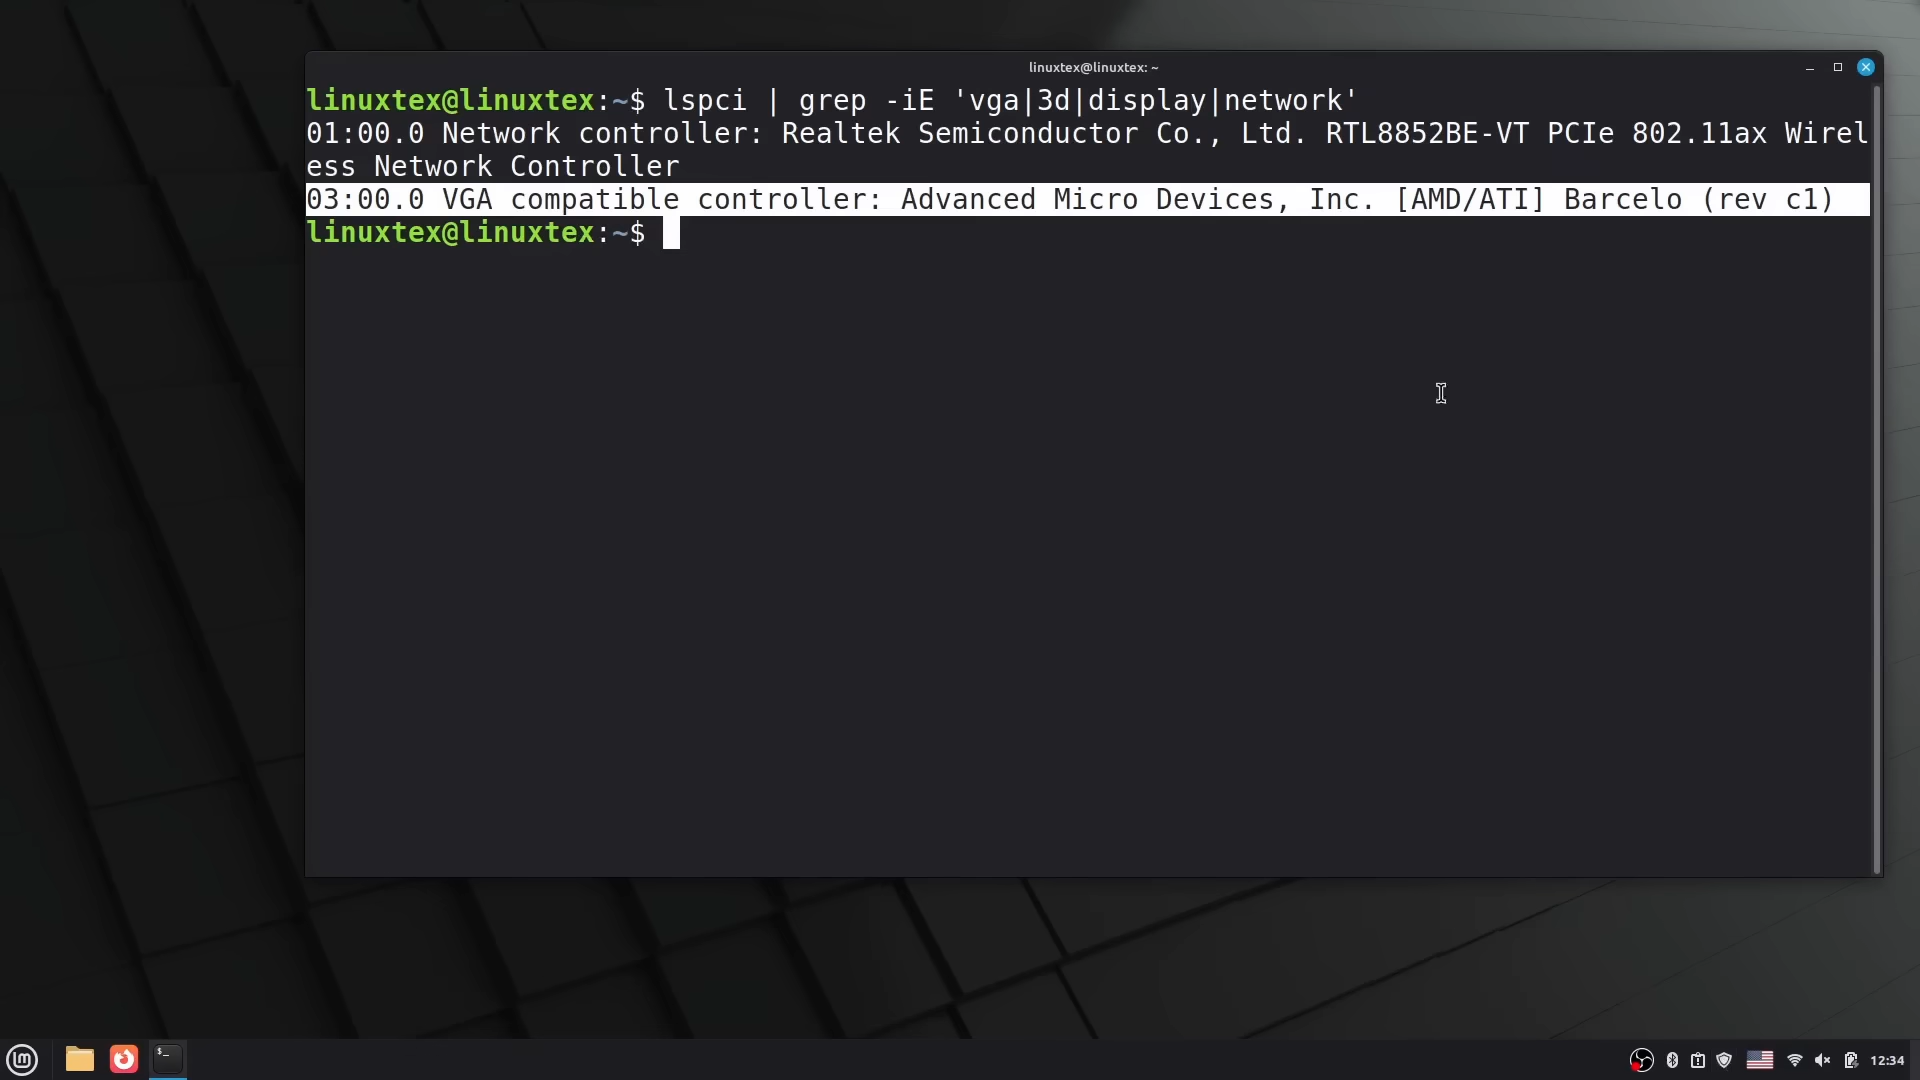 linuxtex@linuxtex: ~
linuxtex@linuxtex:~$ lspci | grep -iE 'vga|3d|display|network'
01:00.0 Network controller: Realtek Semiconductor Co., Ltd. RTL8852BE-VT PCIe 802.11ax Wirel
ess Network Controller
03:00.0 VGA compatible controller: Advanced Micro Devices, Inc. [AMD/ATI] Barcelo (rev c1)
linuxtex@linuxtex:~$
12:34